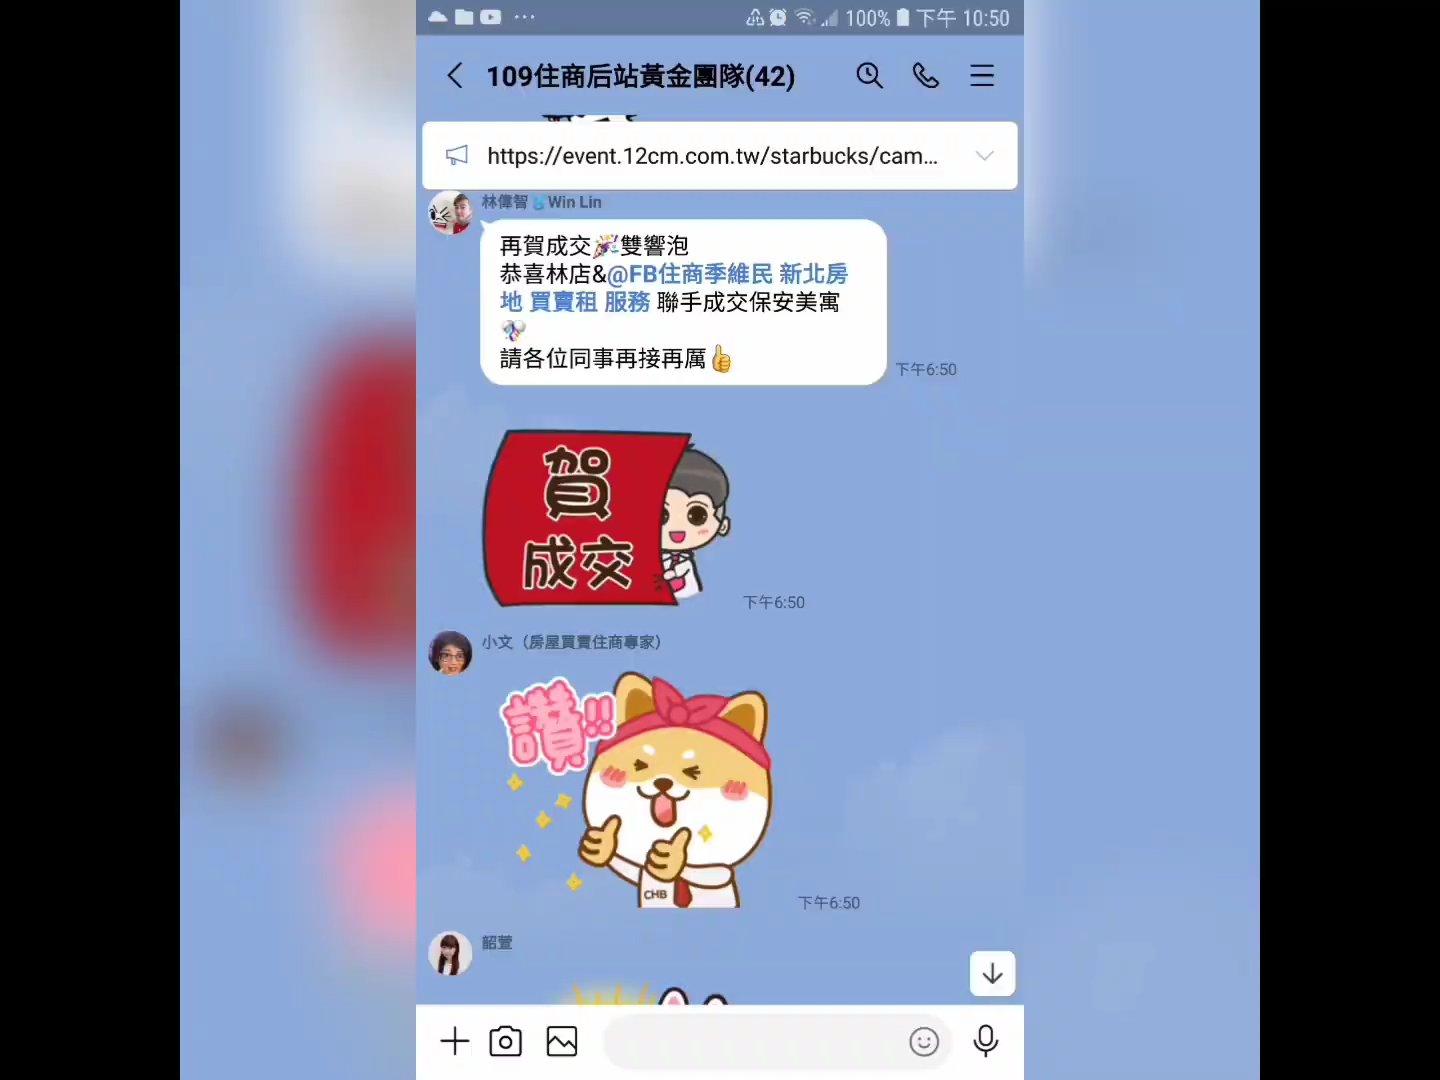 100% 下午 10:50
109住商后站黃金團隊(42)
https://event.12cm.com.tw/starbucks/cam...
林偉智 Win Lin
再賀成交🎉雙響泡
恭喜林店&@FB住商季維民 新北房
地 買賣租 服務 聯手成交保安美寓
🎊
請各位同事再接再厲👍
下午6:50
賀
成交
下午6:50
小文（房屋買賣住商專家）
讚!!
CHB
下午6:50
韶萱